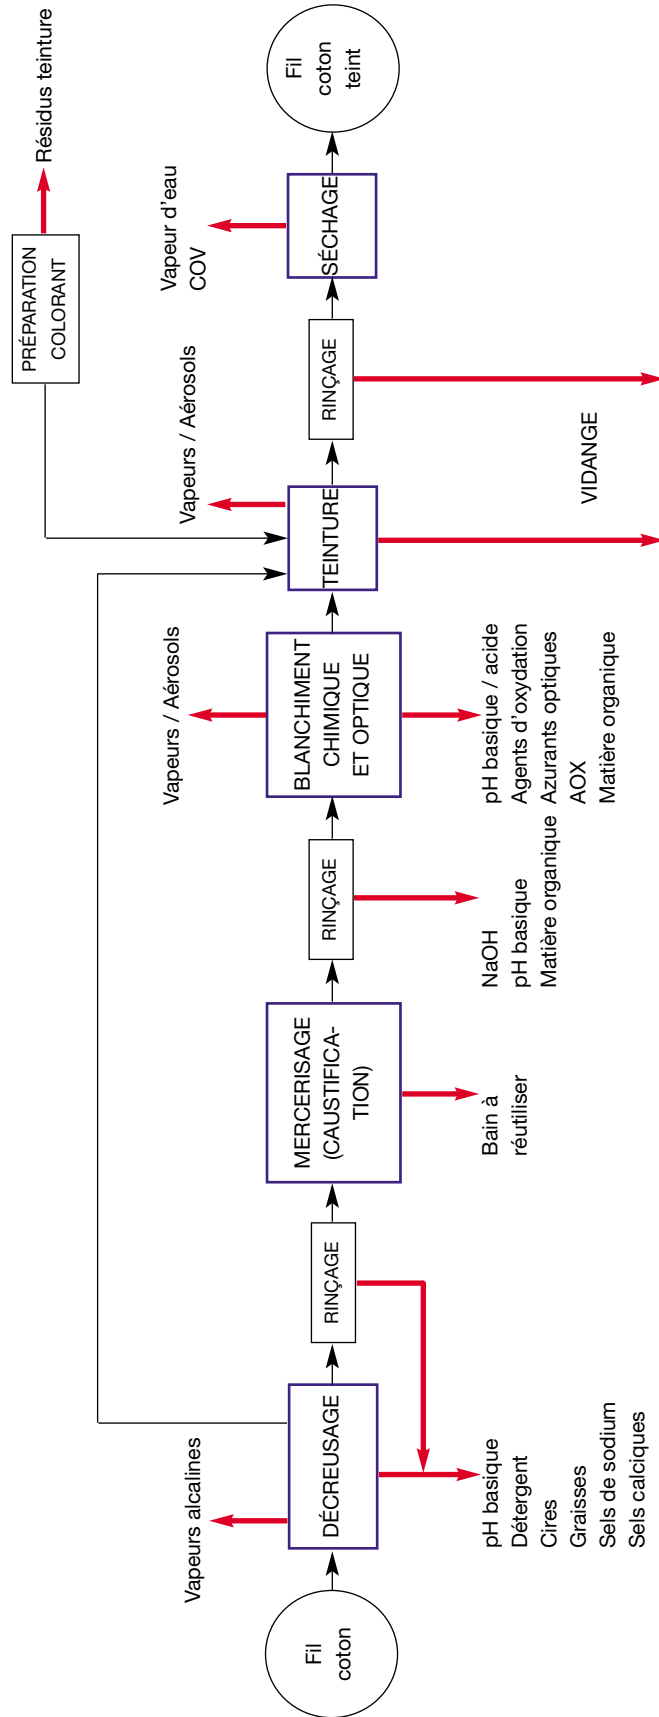 Fil
coton
Vapeurs alcalines
DÉCREUSAGE
pH basique
Détergent
Cires
Graisses
Sels de sodium
Sels calciques
RINÇAGE
MERCERISAGE
(CAUSTIFICA-
TION)
Bain à
réutiliser
RINÇAGE
NaOH
pH basique
Matière organique
Vapeurs / Aérosols
BLANCHIMENT
CHIMIQUE
ET OPTIQUE
pH basique / acide
Agents d'oxydation
Azurants optiques
AOX
Matière organique
PRÉPARATION
COLORANT
Résidus teinture
Vapeurs / Aérosols
TEINTURE
RINÇAGE
VIDANGE
Vapeur d'eau
COV
SÉCHAGE
Fil
coton
teint